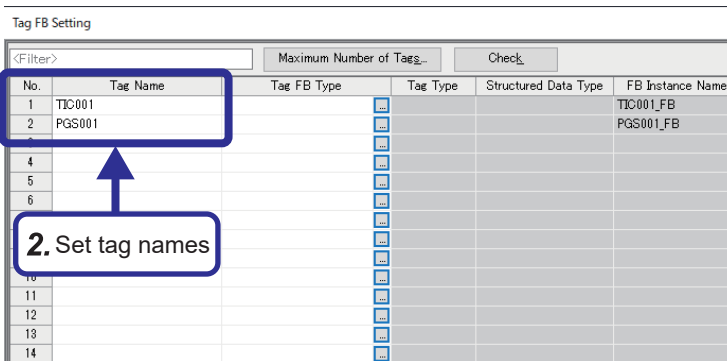 Tag FB Setting
<Filter> Maximum Number of Tags... Check
No. Tag Name Tag FB Type Tag Type Structured Data Type FB Instance Name
1 TIC001 ... TIC001_FB
2 PGS001 ... PGS001_FB
...
4 ...
5 ...
6 ...
...
2. Set tag names ...
...
10 ...
11 ...
12 ...
13 ...
14 ...